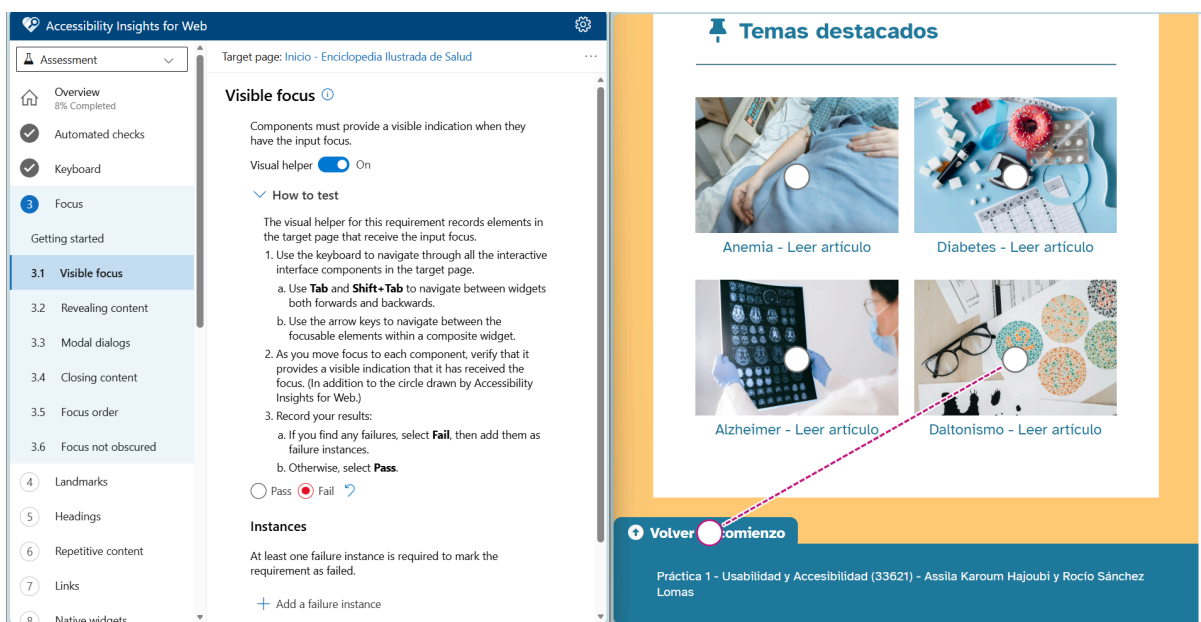 Accessibility Insights for Web
Assessment
Overview
8% Completed
Automated checks
Keyboard
3 Focus
Getting started
3.1 Visible focus
3.2 Revealing content
3.3 Modal dialogs
3.4 Closing content
3.5 Focus order
3.6 Focus not obscured
4 Landmarks
5 Headings
6 Repetitive content
7 Links
8 Native widgets
Target page: Inicio - Enciclopedia Ilustrada de Salud
Visible focus
Components must provide a visible indication when they
have the input focus.
Visual helper On
How to test
The visual helper for this requirement records elements in
the target page that receive the input focus.
1. Use the keyboard to navigate through all the interactive
interface components in the target page.
a. Use Tab and Shift+Tab to navigate between widgets
both forwards and backwards.
b. Use the arrow keys to navigate between the
focusable elements within a composite widget.
2. As you move focus to each component, verify that it
provides a visible indication that it has received the
focus. (In addition to the circle drawn by Accessibility
Insights for Web.)
3. Record your results:
a. If you find any failures, select Fail, then add them as
failure instances.
b. Otherwise, select Pass.
Pass Fail
Instances
At least one failure instance is required to mark the
requirement as failed.
+ Add a failure instance
Temas destacados
Anemia - Leer artículo
Diabetes - Leer artículo
Alzheimer - Leer artículo
Daltonismo - Leer artículo
Volver comienzo
Práctica 1 - Usabilidad y Accesibilidad (33621) - Assila Karoum Hajoubi y Rocío Sánchez
Lomas